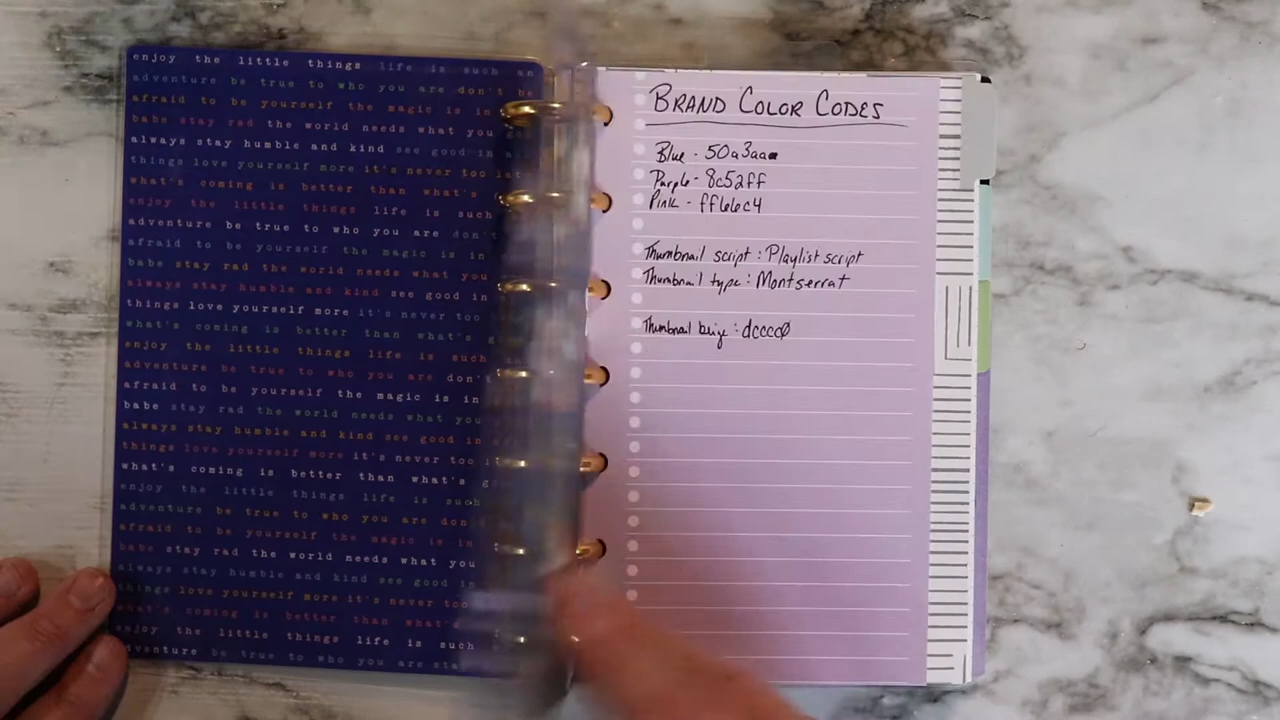 enjoy the little things life is such an
adventure be true to who you are don't be
afraid to be yourself the magic is in
babe stay rad the world needs what you
always stay humble and kind see good in
things love yourself more it's never too lat
what's coming is better than what's
enjoy the little things life is such
adventure be true to who you are don't
afraid to be yourself the magic is in
babe stay rad the world needs what you
always stay humble and kind see good in
things love yourself more it's never too
what's coming is better than what's
enjoy the little things life is such
adventure be true to who you are don'
afraid to be yourself the magic is in
babe stay rad the world needs what you
always stay humble and kind see good in
things love yourself more it's never too
what's coming is better than what's
enjoy the little things life is such
adventure be true to who you are don
afraid to be yourself the magic is in
babe stay rad the world needs what you
always stay humble and kind see good in
things love yourself more it's never too
what's coming is better than what's
enjoy the little things life is such
adventure be true to who you are sta
BRAND COLOR CODES
Blue - 50a3aa
Purple - 8c52ff
Pink - ff66c4
Thumbnail script : Playlist script
Thumbnail type : Montserrat
Thumbnail beige : dcccc0